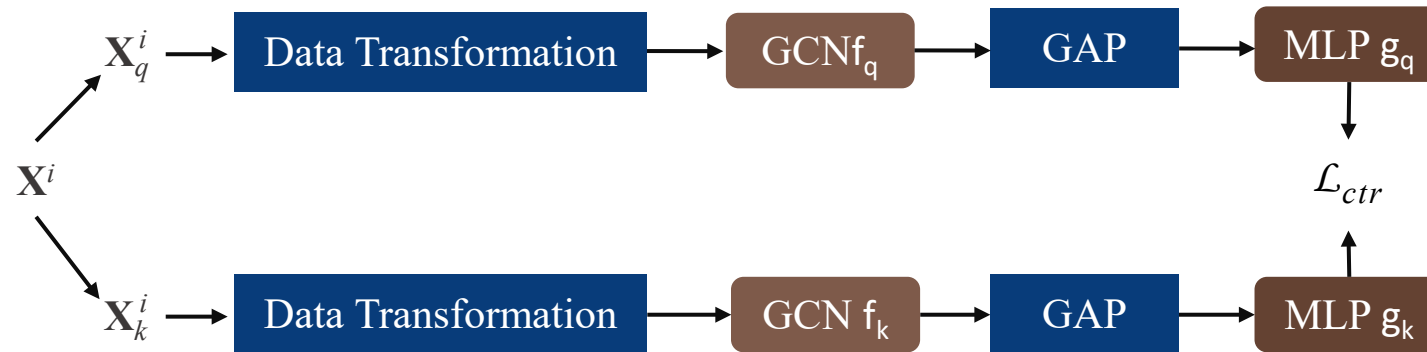 X^i_q Data Transformation GCNf_q GAP MLP g_q
X^i ℒ_ctr
X^i_k Data Transformation GCN f_k GAP MLP g_k